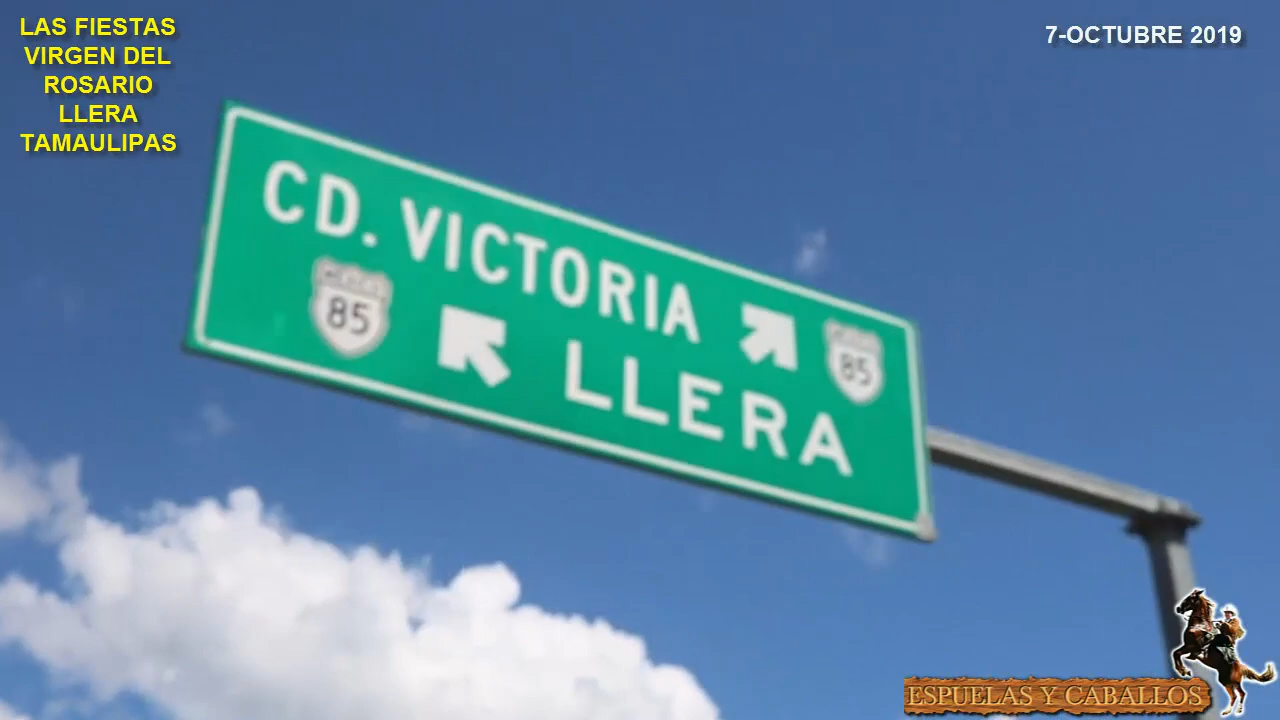 LAS FIESTAS
VIRGEN DEL
ROSARIO
LLERA
TAMAULIPAS
7-OCTUBRE 2019
CD. VICTORIA
85
85
LLERA
ESPUELAS Y CABALLOS